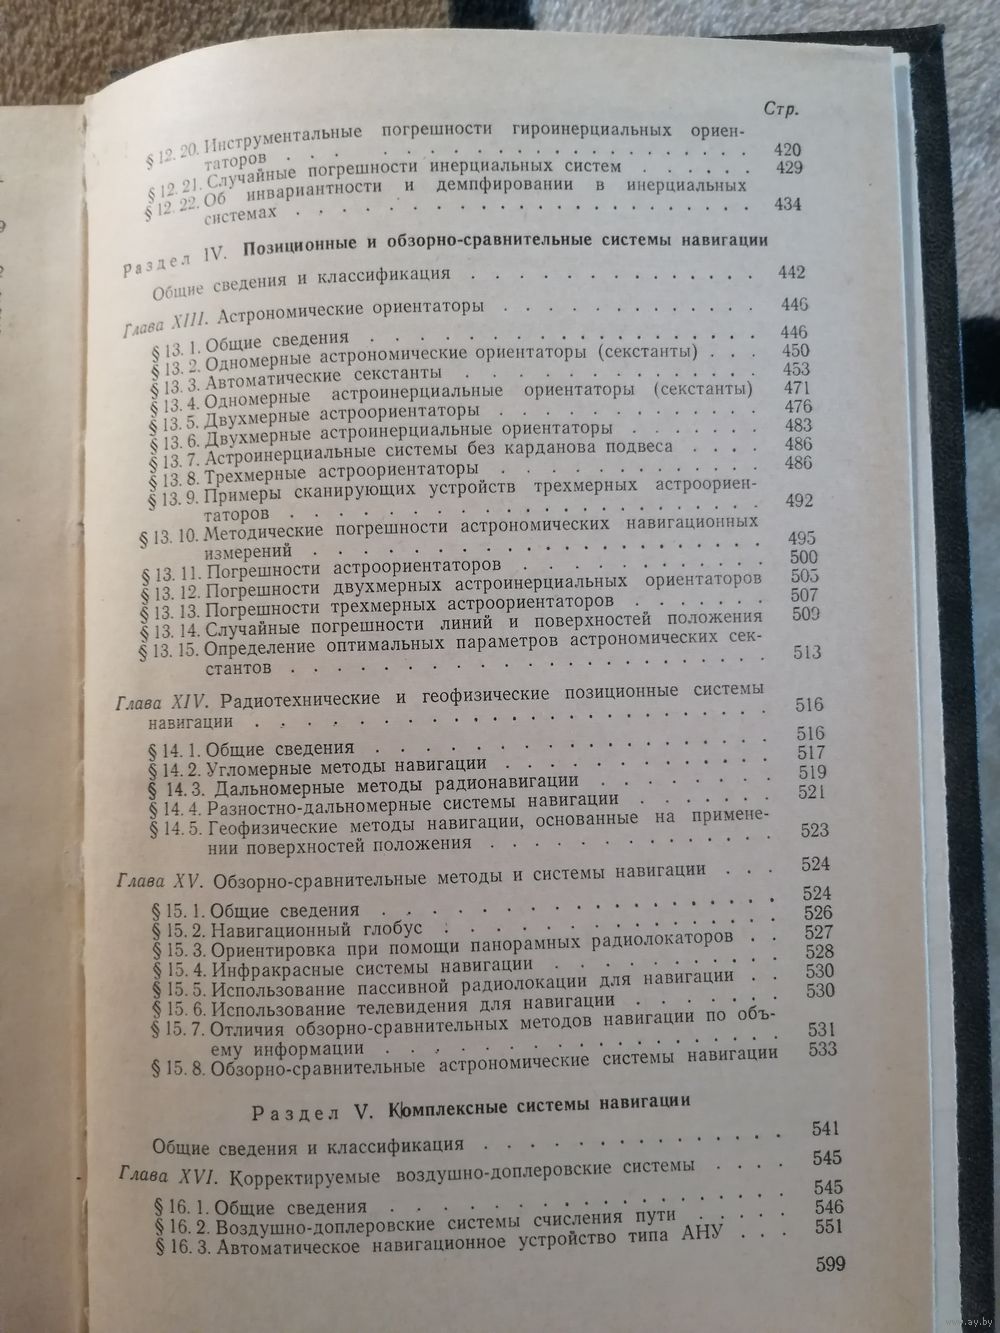 Стр.
§ 12. 20. Инструментальные погрешности гироинерциальных ориен-
таторов . . . . . . . . . . . . . . . . . . 420
§ 12. 21. Случайные погрешности инерциальных систем . . . . . . 429
§ 12. 22. Об инвариантности и демпфировании в инерциальных
системах . . . . . . . . . . . . . . . . . . 434
Раздел IV. Позиционные и обзорно-сравнительные системы навигации
Общие сведения и классификация . . . . . . . . . . . . . 442
Глава XIII. Астрономические ориентаторы . . . . . . . . . . . 446
§ 13. 1. Общие сведения . . . . . . . . . . . . . . . 446
§ 13. 2. Одномерные астрономические ориентаторы (секстанты) . . . 450
§ 13. 3. Автоматические секстанты . . . . . . . . . . . . 453
§ 13. 4. Одномерные астроинерциальные ориентаторы (секстанты) 471
§ 13. 5. Двухмерные астроориентаторы . . . . . . . . . . . 476
§ 13. 6. Двухмерные астроинерциальные ориентаторы . . . . . . 483
§ 13. 7. Астроинерциальные системы без карданова подвеса . . . . 486
§ 13. 8. Трехмерные астроориентаторы . . . . . . . . . . . 486
§ 13. 9. Примеры сканирующих устройств трехмерных астроориен-
таторов . . . . . . . . . . . . . . . . . . 492
§ 13. 10. Методические погрешности астрономических навигационных
измерений . . . . . . . . . . . . . . . . . 495
§ 13. 11. Погрешности астроориентаторов . . . . . . . . . . 500
§ 13. 12. Погрешности двухмерных астроинерциальных ориентаторов 505
§ 13. 13. Погрешности трехмерных астроориентаторов . . . . . . 507
§ 13. 14. Случайные погрешности линий и поверхностей положения 509
§ 13. 15. Определение оптимальных параметров астрономических сек-
стантов . . . . . . . . . . . . . . . . . . 513
Глава XIV. Радиотехнические и геофизические позиционные системы
навигации . . . . . . . . . . . . . . . . . . . . 516
§ 14. 1. Общие сведения . . . . . . . . . . . . . . . 516
§ 14. 2. Угломерные методы навигации . . . . . . . . . . . 517
§ 14. 3. Дальномерные методы радионавигации . . . . . . . 519
§ 14. 4. Разностно-дальномерные системы навигации . . . . . . 521
§ 14. 5. Геофизические методы навигации, основанные на примене-
нии поверхностей положения . . . . . . . . . . . 523
Глава XV. Обзорно-сравнительные методы и системы навигации . . . 524
§ 15. 1. Общие сведения . . . . . . . . . . . . . . . 524
§ 15. 2. Навигационный глобус . . . . . . . . . . . . . 526
§ 15. 3. Ориентировка при помощи панорамных радиолокаторов . . 527
§ 15. 4. Инфракрасные системы навигации . . . . . . . . . 528
§ 15. 5. Использование пассивной радиолокации для навигации . . 530
§ 15. 6. Использование телевидения для навигации . . . . . . . 530
§ 15. 7. Отличия обзорно-сравнительных методов навигации по объ-
ему информации . . . . . . . . . . . . . . . 531
§ 15. 8. Обзорно-сравнительные астрономические системы навигации 533
Раздел V. Комплексные системы навигации
Общие сведения и классификация . . . . . . . . . . . . . 541
Глава XVI. Корректируемые воздушно-доплеровские системы . . . . 545
§ 16. 1. Общие сведения . . . . . . . . . . . . . . . 545
§ 16. 2. Воздушно-доплеровские системы счисления пути . . . . . 546
§ 16. 3. Автоматическое навигационное устройство типа АНУ . . . 551
599
www.ay.by